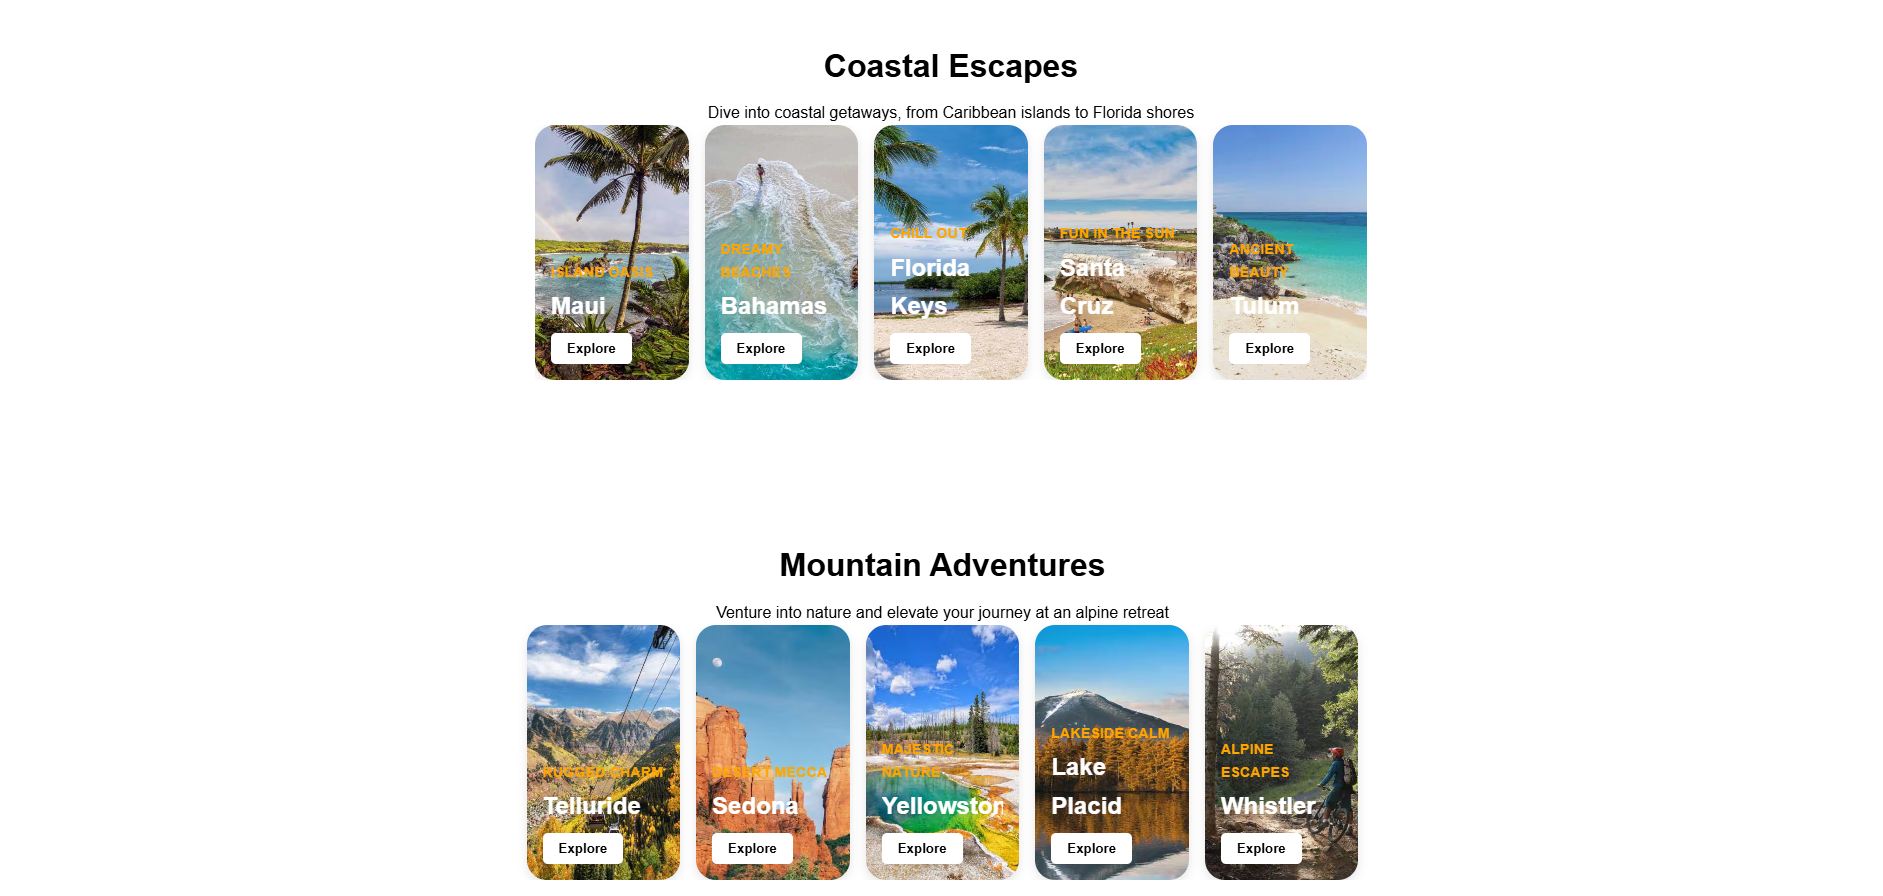 Coastal Escapes
Dive into coastal getaways, from Caribbean islands to Florida shores
ISLAND OASIS
Maui
Explore
DREAMY
BEACHES
Bahamas
Explore
CHILL OUT
Florida
Keys
Explore
FUN IN THE SUN
Santa
Cruz
Explore
ANCIENT
BEAUTY
Tulum
Explore
Mountain Adventures
Venture into nature and elevate your journey at an alpine retreat
RUGGED CHARM
Telluride
Explore
DESERT MECCA
Sedona
Explore
MAJESTIC
NATURE
Yellowston
Explore
LAKESIDE CALM
Lake
Placid
Explore
ALPINE
ESCAPES
Whistler
Explore